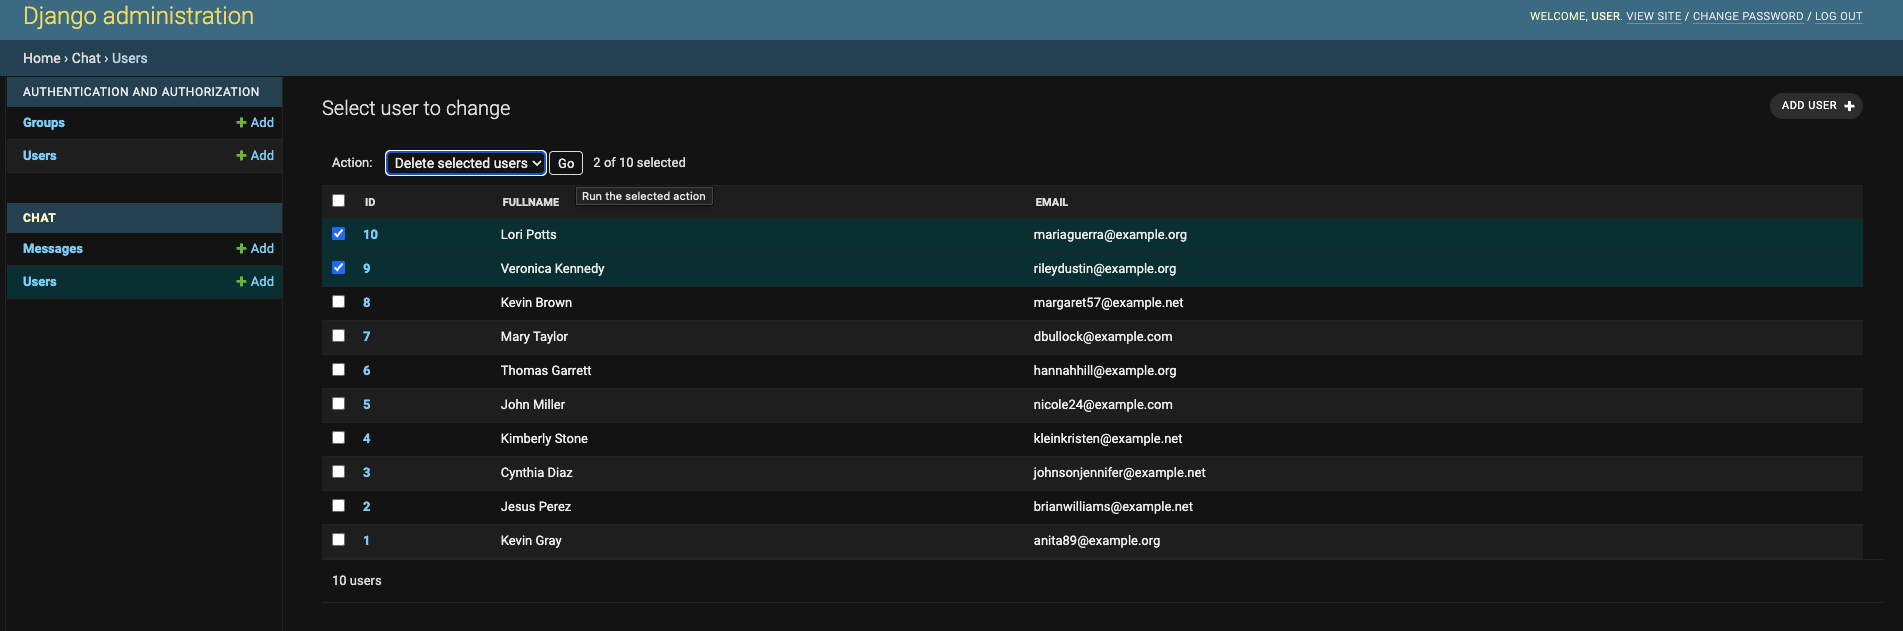 Django administration
WELCOME, USER. VIEW SITE / CHANGE PASSWORD / LOG OUT
Home › Chat › Users
AUTHENTICATION AND AUTHORIZATION
Groups + Add
Users + Add
CHAT
Messages + Add
Users + Add
Select user to change
ADD USER +
Action: Delete selected users Go 2 of 10 selected
Run the selected action
ID FULLNAME EMAIL
10 Lori Potts mariaguerra@example.org
9 Veronica Kennedy rileydustin@example.org
8 Kevin Brown margaret57@example.net
7 Mary Taylor dbullock@example.com
6 Thomas Garrett hannahhill@example.org
5 John Miller nicole24@example.com
4 Kimberly Stone kleinkristen@example.net
3 Cynthia Diaz johnsonjennifer@example.net
2 Jesus Perez brianwilliams@example.net
1 Kevin Gray anita89@example.org
10 users